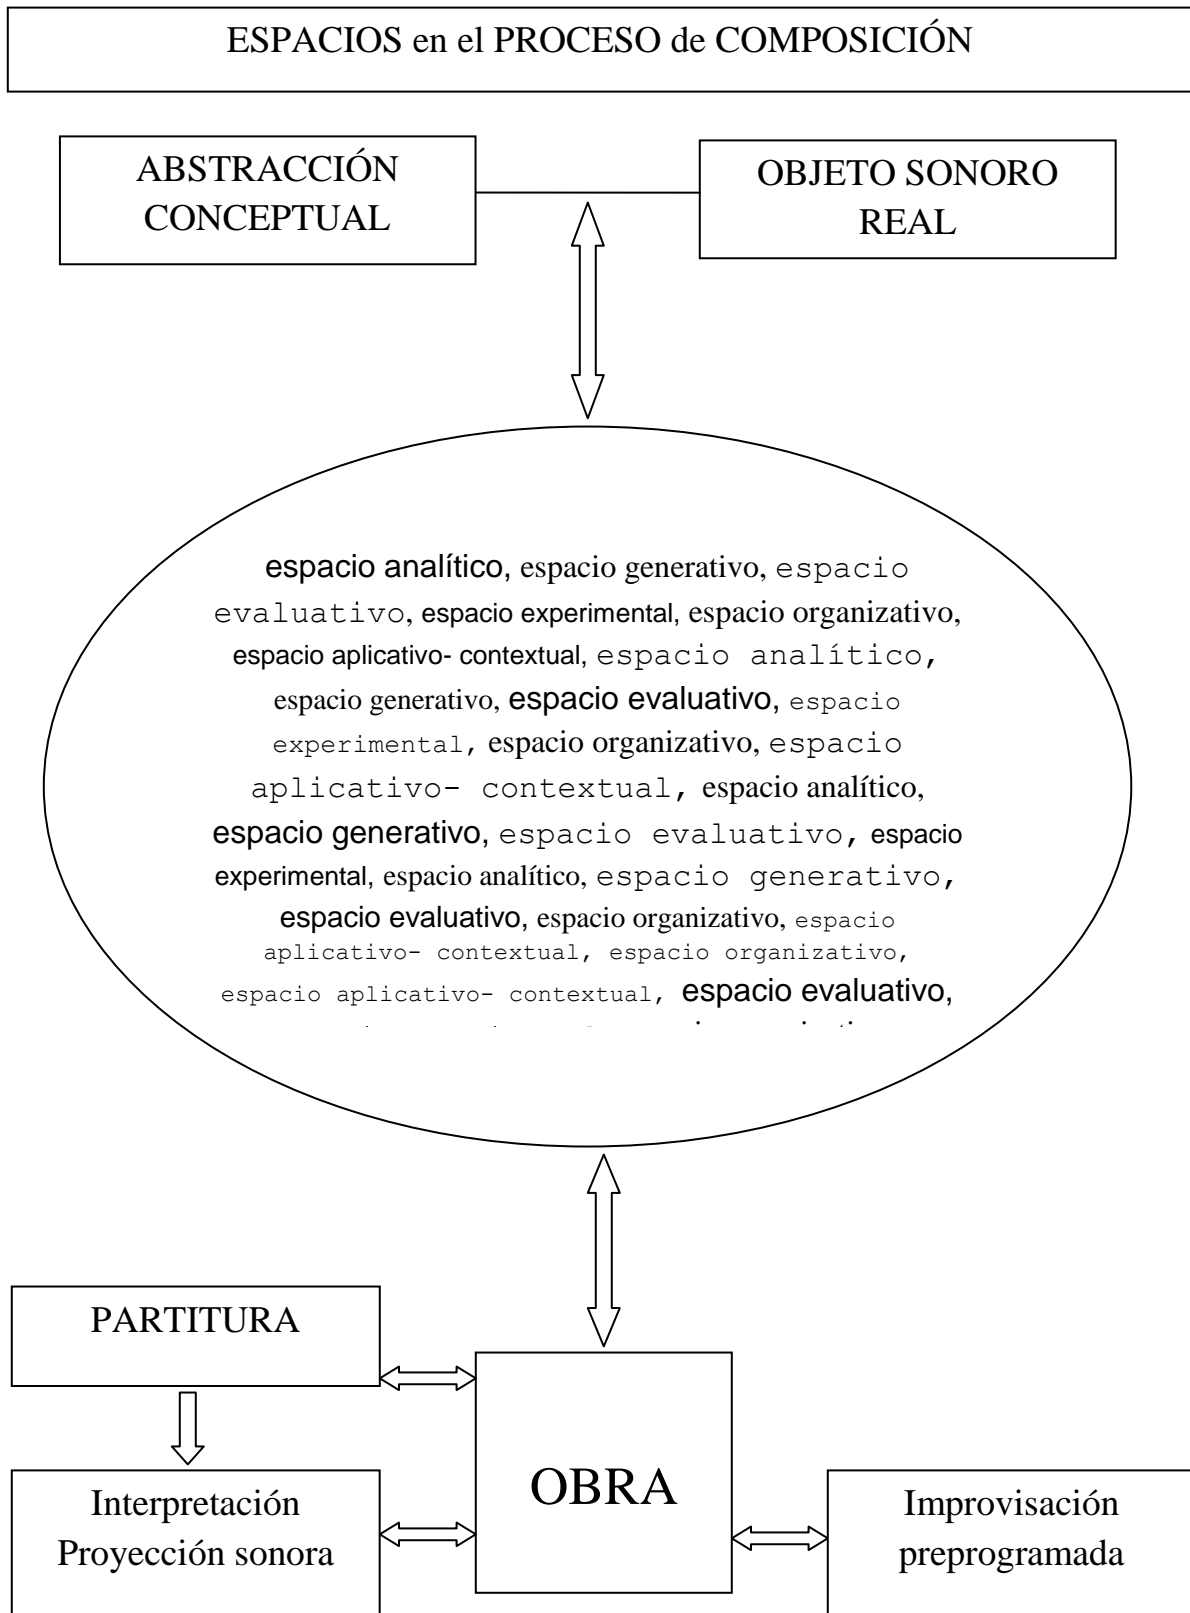 ESPACIOS en el PROCESO de COMPOSICIÓN
ABSTRACCIÓN
CONCEPTUAL
OBJETO SONORO
REAL
espacio analítico, espacio generativo, espacio
evaluativo, espacio experimental, espacio organizativo,
espacio aplicativo- contextual, espacio analítico,
espacio generativo, espacio evaluativo, espacio
experimental, espacio organizativo, espacio
aplicativo- contextual, espacio analítico,
espacio generativo, espacio evaluativo, espacio
experimental, espacio analítico, espacio generativo,
espacio evaluativo, espacio organizativo, espacio
aplicativo- contextual, espacio organizativo,
espacio aplicativo- contextual, espacio evaluativo,
PARTITURA
Interpretación
Proyección sonora
OBRA
Improvisación
preprogramada